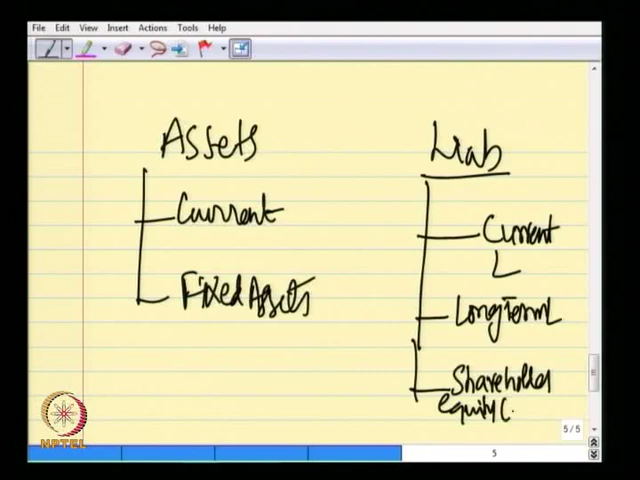 File Edit View Insert Actions Tools Help
Assets
Liab
Current
Current
L
Fixed Assets
Long Term L
Shareholder
equity (
NPTEL
5/5
5